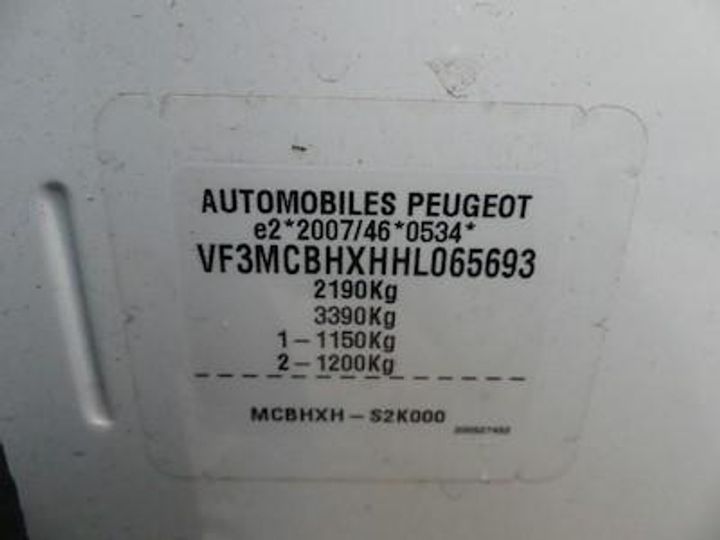 AUTOMOBILES PEUGEOT
e2*2007/46*0534*
VF3MCBHXHHL065693
2190Kg
3390Kg
1-1150Kg
2-1200Kg
MCBHXH-S2K000